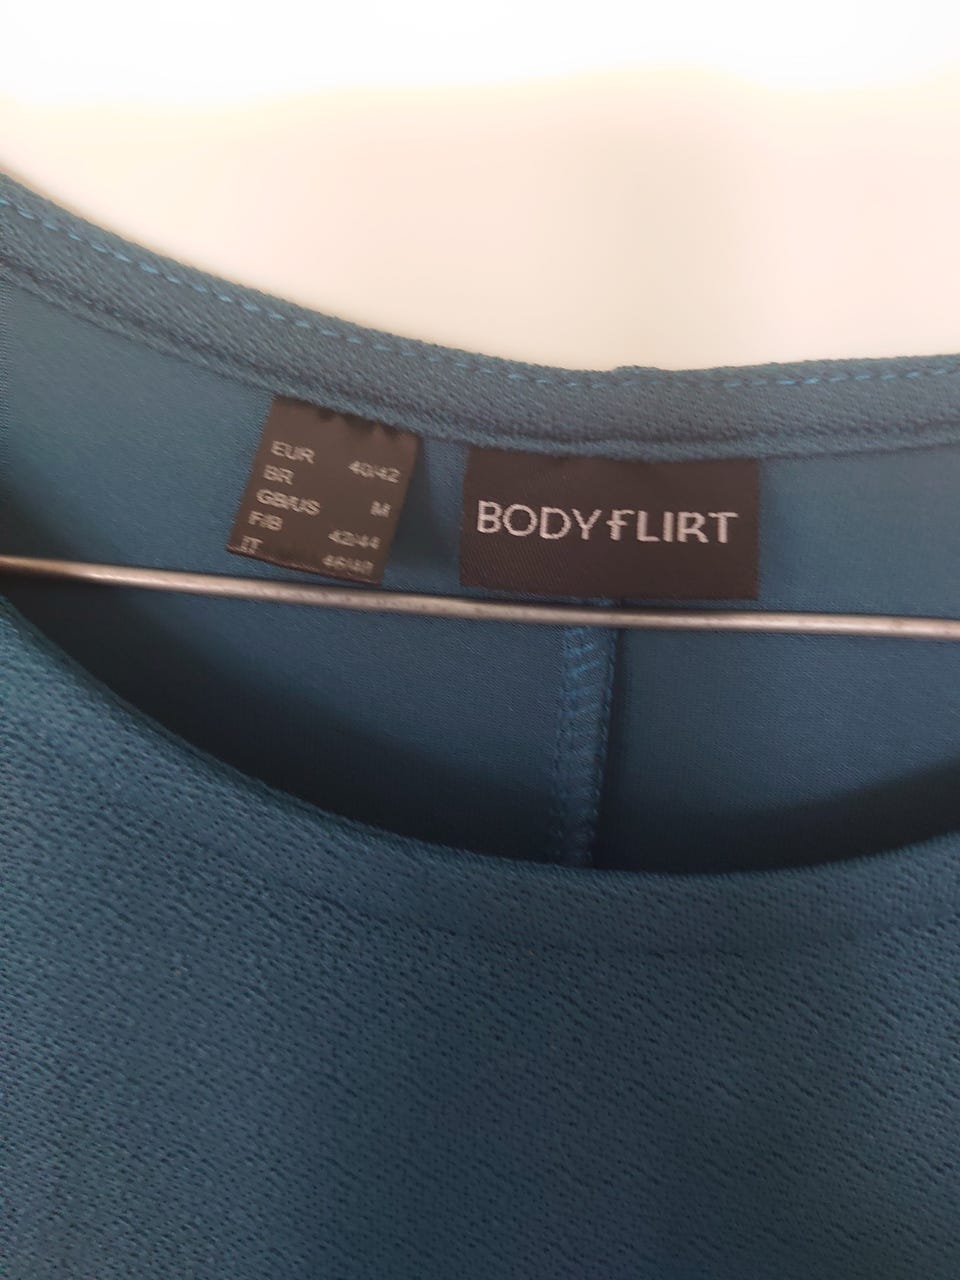 EUR 40/42
BR
GB/US M
F/B 42/44
IT 46/48
BODYFLIRT